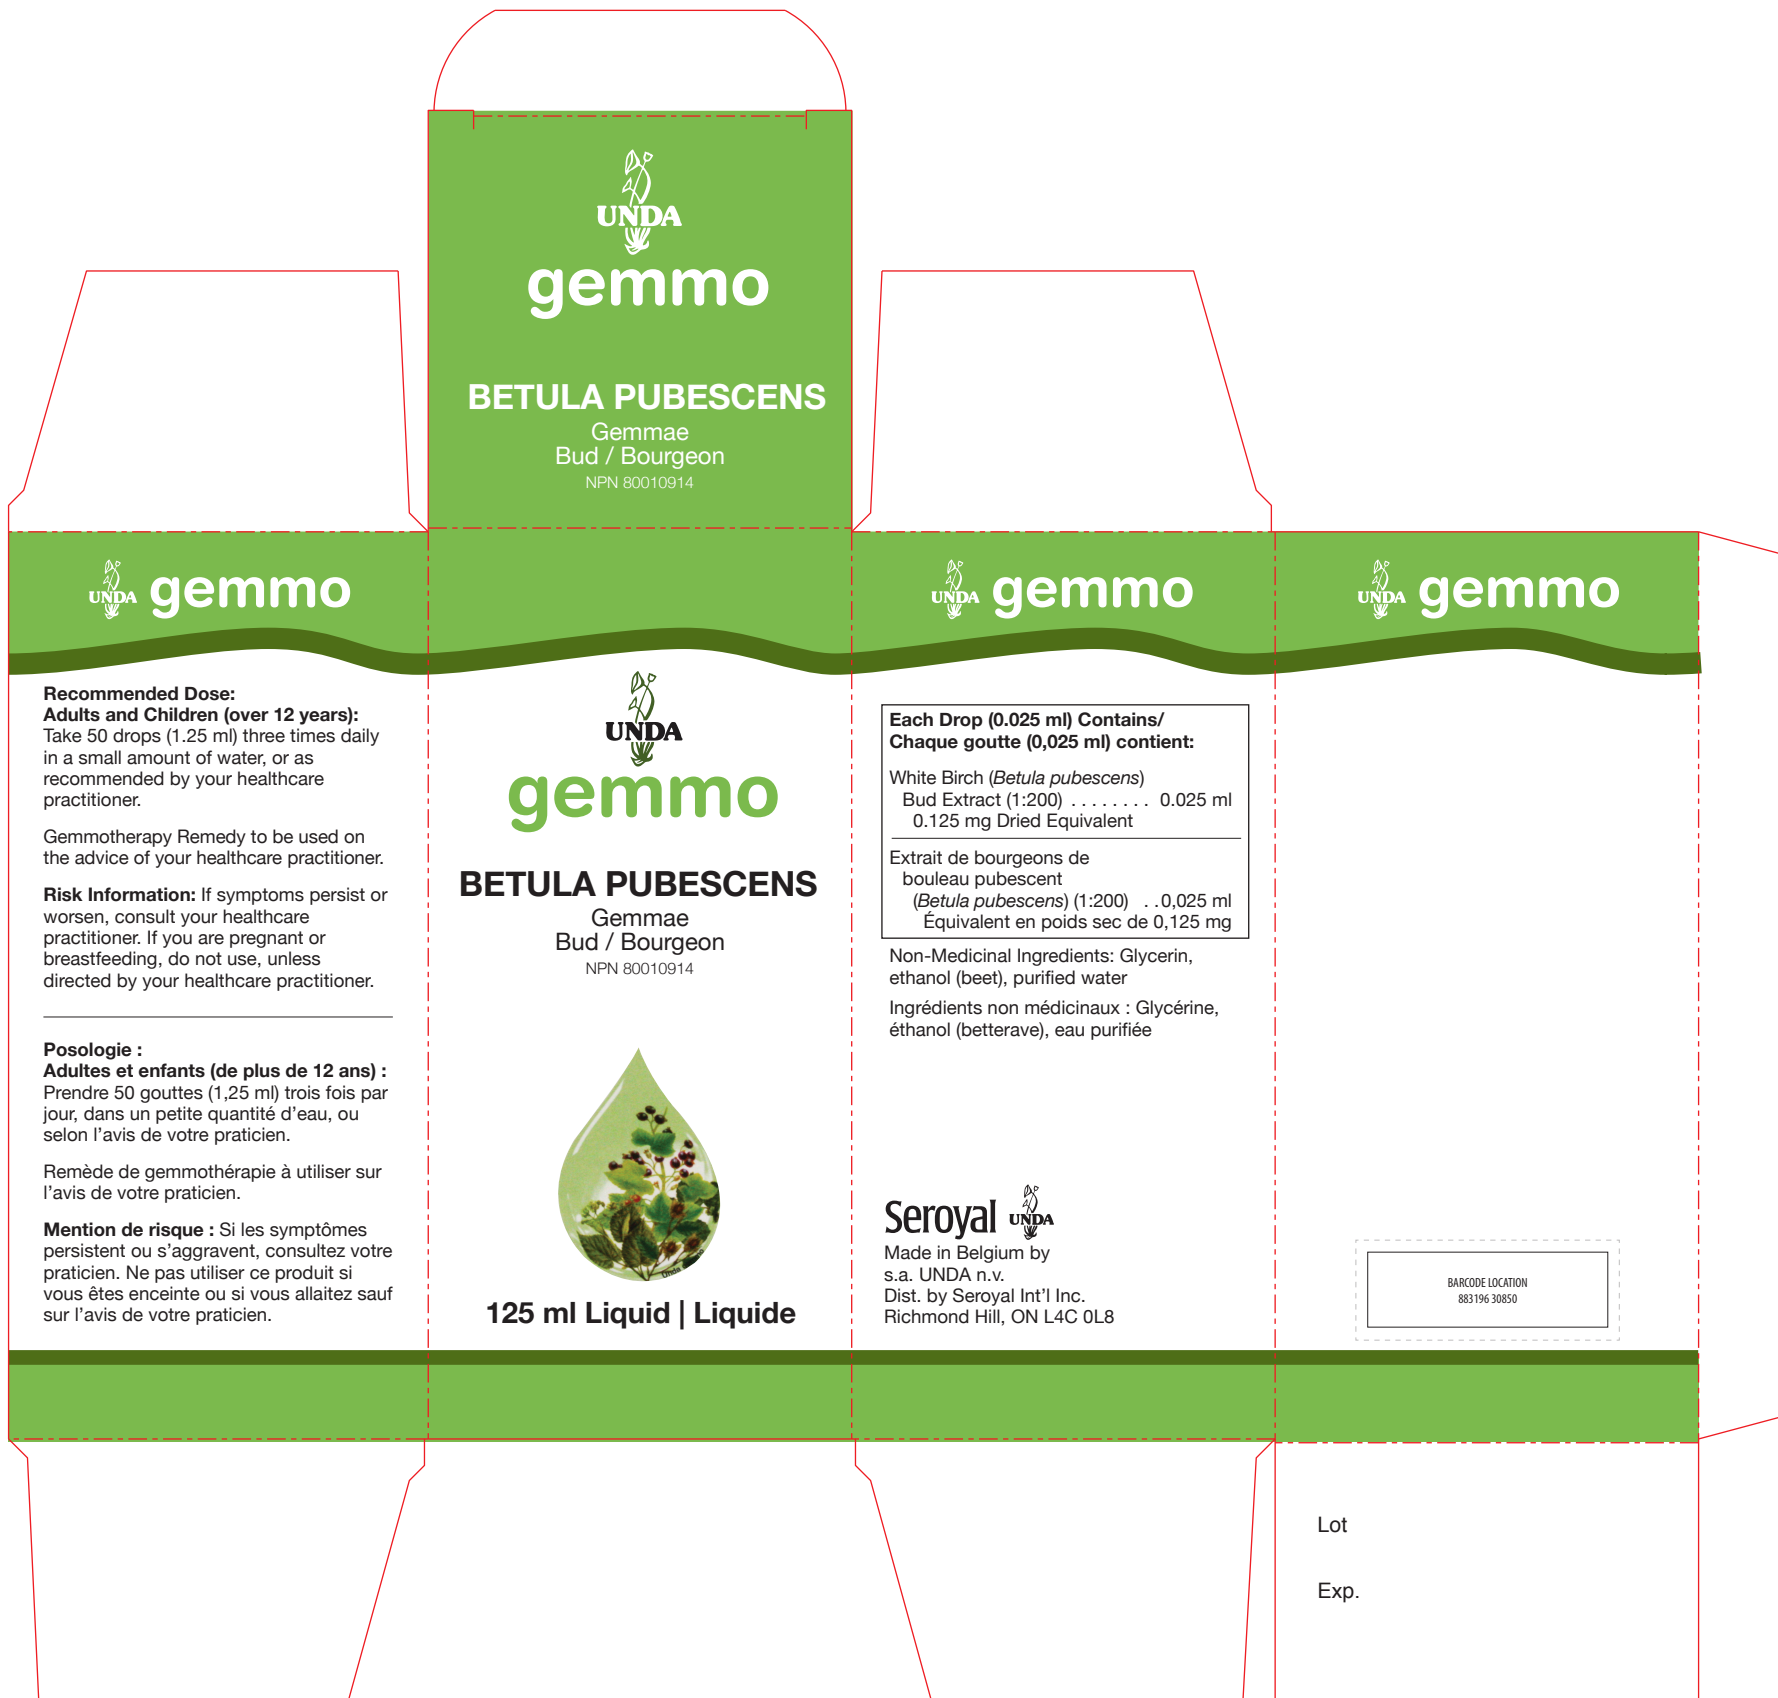 UNDA
gemmo
BETULA PUBESCENS
Gemmae
Bud / Bourgeon
NPN 80010914
UNDA gemmo
Recommended Dose:
Adults and Children (over 12 years):
Take 50 drops (1.25 ml) three times daily
in a small amount of water, or as
recommended by your healthcare
practitioner.
Gemmotherapy Remedy to be used on
the advice of your healthcare practitioner.
Risk Information: If symptoms persist or
worsen, consult your healthcare
practitioner. If you are pregnant or
breastfeeding, do not use, unless
directed by your healthcare practitioner.
Posologie :
Adultes et enfants (de plus de 12 ans) :
Prendre 50 gouttes (1,25 ml) trois fois par
jour, dans un petite quantité d’eau, ou
selon l’avis de votre praticien.
Remède de gemmothérapie à utiliser sur
l’avis de votre praticien.
Mention de risque : Si les symptômes
persistent ou s’aggravent, consultez votre
praticien. Ne pas utiliser ce produit si
vous êtes enceinte ou si vous allaitez sauf
sur l’avis de votre praticien.
UNDA
gemmo
BETULA PUBESCENS
Gemmae
Bud / Bourgeon
NPN 80010914
Unda
125 ml Liquid | Liquide
UNDA gemmo
Each Drop (0.025 ml) Contains/
Chaque goutte (0,025 ml) contient:
White Birch (Betula pubescens)
Bud Extract (1:200) . . . . . . . . 0.025 ml
0.125 mg Dried Equivalent
Extrait de bourgeons de
bouleau pubescent
(Betula pubescens) (1:200) . . 0,025 ml
Équivalent en poids sec de 0,125 mg
Non-Medicinal Ingredients: Glycerin,
ethanol (beet), purified water
Ingrédients non médicinaux : Glycérine,
éthanol (betterave), eau purifiée
Seroyal UNDA
Made in Belgium by
s.a. UNDA n.v.
Dist. by Seroyal Int’l Inc.
Richmond Hill, ON L4C 0L8
UNDA gemmo
BARCODE LOCATION
883196 30850
Lot
Exp.